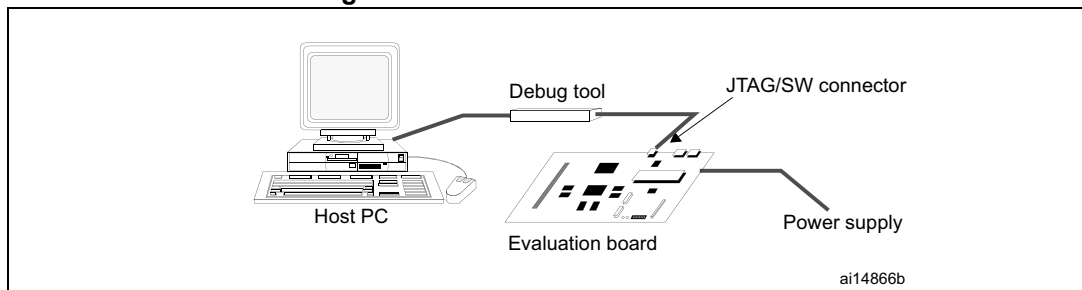 Debug tool
JTAG/SW connector
Host PC
Evaluation board
Power supply
ai14866b